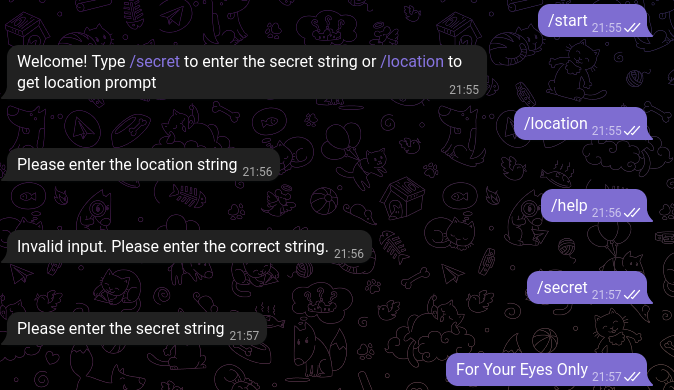 /start 21:55
Welcome! Type /secret to enter the secret string or /location to
get location prompt 21:55
/location 21:55
Please enter the location string 21:56
/help 21:56
Invalid input. Please enter the correct string. 21:56
/secret 21:57
Please enter the secret string 21:57
For Your Eyes Only 21:57